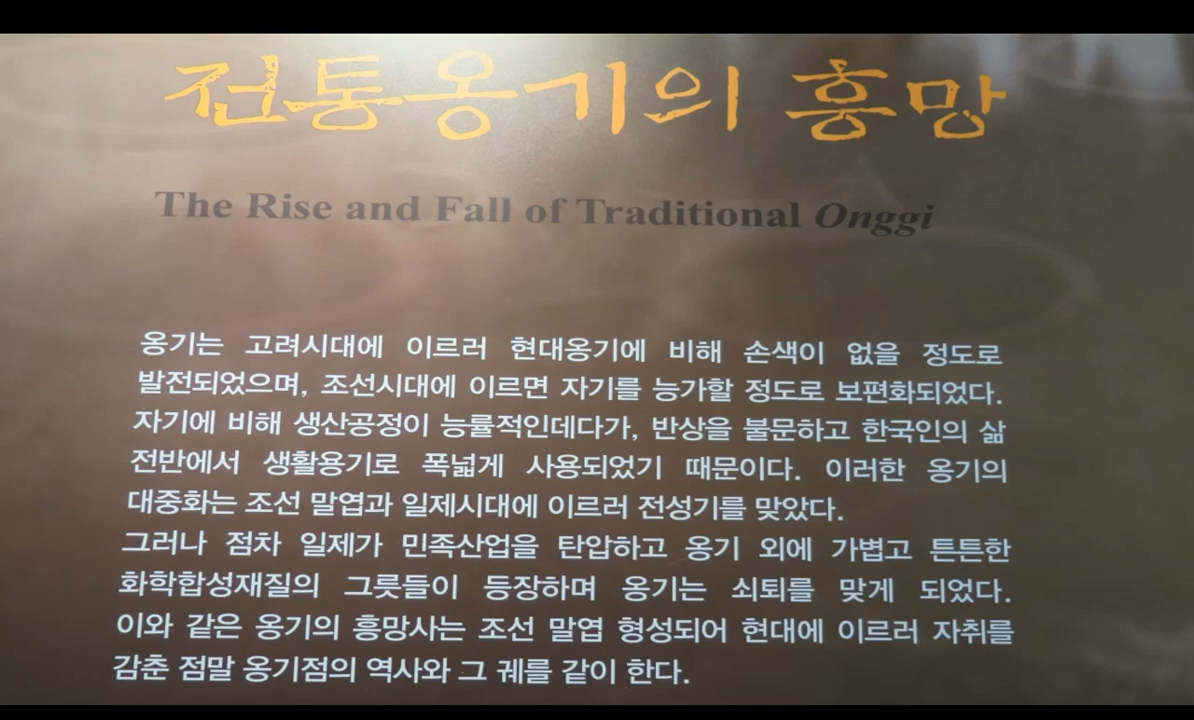 전통옹기의 흥망
The Rise and Fall of Traditional Onggi
옹기는 고려시대에 이르러 현대옹기에 비해 손색이 없을 정도로
발전되었으며, 조선시대에 이르면 자기를 능가할 정도로 보편화되었다.
자기에 비해 생산공정이 능률적인데다가, 반상을 불문하고 한국인의 삶
전반에서 생활용기로 폭넓게 사용되었기 때문이다. 이러한 옹기의
대중화는 조선 말엽과 일제시대에 이르러 전성기를 맞았다.
그러나 점차 일제가 민족산업을 탄압하고 옹기 외에 가볍고 튼튼한
화학합성재질의 그릇들이 등장하며 옹기는 쇠퇴를 맞게 되었다.
이와 같은 옹기의 흥망사는 조선 말엽 형성되어 현대에 이르러 자취를
감춘 점말 옹기점의 역사와 그 궤를 같이 한다.